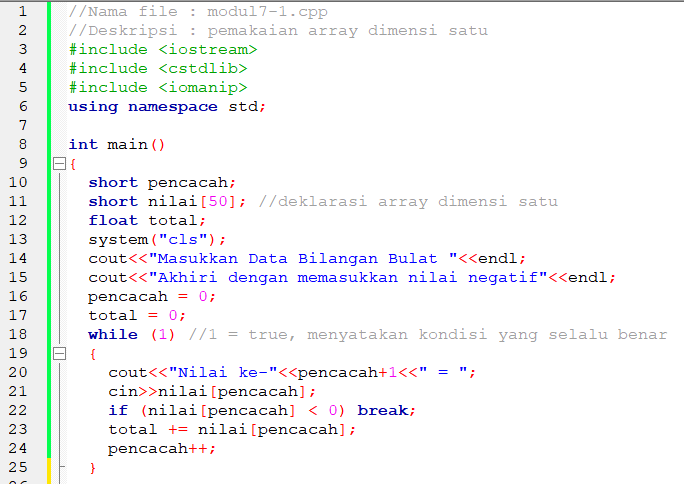 1 //Nama file : modul7-1.cpp
2 //Deskripsi : pemakaian array dimensi satu
3 #include <iostream>
4 #include <cstdlib>
5 #include <iomanip>
6 using namespace std;
7
8 int main()
9 {
10 short pencacah;
11 short nilai[50]; //deklarasi array dimensi satu
12 float total;
13 system("cls");
14 cout<<"Masukkan Data Bilangan Bulat "<<endl;
15 cout<<"Akhiri dengan memasukkan nilai negatif"<<endl;
16 pencacah = 0;
17 total = 0;
18 while (1) //1 = true, menyatakan kondisi yang selalu benar
19 {
20 cout<<"Nilai ke-"<<pencacah+1<<" = ";
21 cin>>nilai[pencacah];
22 if (nilai[pencacah] < 0) break;
23 total += nilai[pencacah];
24 pencacah++;
25 }